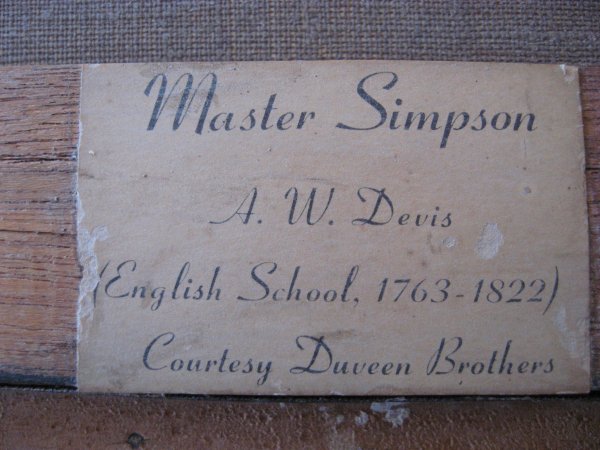 Master Simpson
A. W. Devis
(English School, 1763-1822)
Courtesy Duveen Brothers